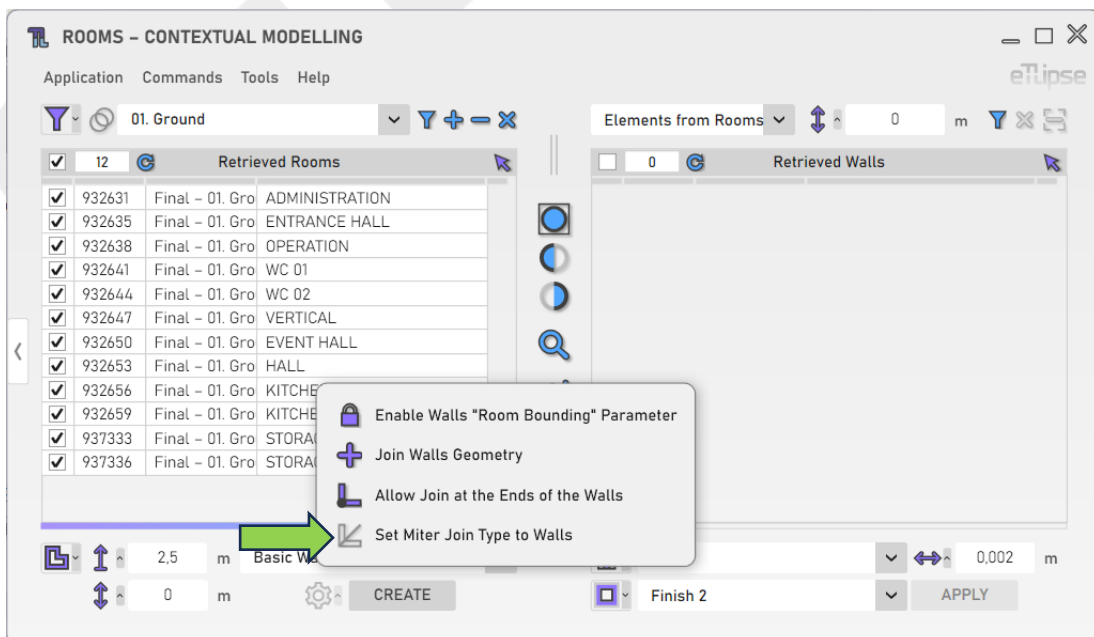 ROOMS – CONTEXTUAL MODELLING
Application Commands Tools Help
eTLipse
01. Ground
Elements from Rooms 0 m
12 Retrieved Rooms
0 Retrieved Walls
932631 Final – 01. Gro ADMINISTRATION
932635 Final – 01. Gro ENTRANCE HALL
932638 Final – 01. Gro OPERATION
932641 Final – 01. Gro WC 01
932644 Final – 01. Gro WC 02
932647 Final – 01. Gro VERTICAL
932650 Final – 01. Gro EVENT HALL
932653 Final – 01. Gro HALL
932656 Final – 01. Gro KITCHE
932659 Final – 01. Gro KITCHE
937333 Final – 01. Gro STORA
937336 Final – 01. Gro STORA
Enable Walls "Room Bounding" Parameter
Join Walls Geometry
Allow Join at the Ends of the Walls
Set Miter Join Type to Walls
2,5 m Basic Wa
0,002 m
0 m CREATE
Finish 2 APPLY